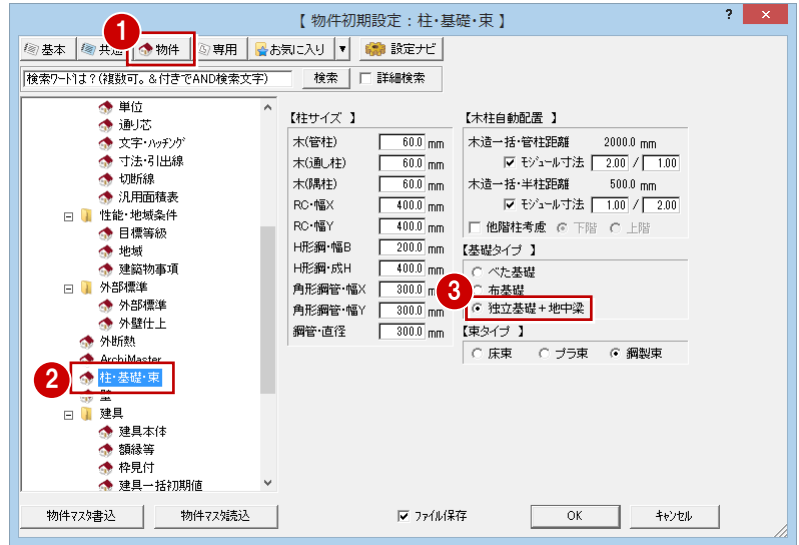 【 物件初期設定：柱・基礎・束 】
? ×
1
基本 共通 物件 専用 お気に入り ▼ 設定ナビ
検索ワードは？(複数可。＆付きでAND検索文字) 検索 詳細検索
単位
通り芯
文字・ハッチング
寸法・引出線
切断線
汎用面積表
性能・地域条件
目標等級
地域
建築物事項
外部標準
外部標準
外壁仕上
外断熱
ArchiMaster
2
柱・基礎・束
壁
建具
建具本体
額縁等
枠見付
建具一括初期値
【柱サイズ 】
木(管柱) 60.0 mm
木(通し柱) 60.0 mm
木(隅柱) 60.0 mm
RC・幅X 400.0 mm
RC・幅Y 400.0 mm
H形鋼・幅B 200.0 mm
H形鋼・成H 400.0 mm
角形鋼管・幅X 300.0 mm
角形鋼管・幅Y 300.0 mm
鋼管・直径 300.0 mm
【木柱自動配置 】
木造一括・管柱距離 2000.0 mm
モジュール寸法 2.00 / 1.00
木造一括・半柱距離 500.0 mm
モジュール寸法 1.00 / 2.00
他階柱考慮 下階 上階
【基礎タイプ 】
べた基礎
3
布基礎
独立基礎＋地中梁
【束タイプ 】
床束 プラ束 鋼製束
物件マスタ書込 物件マスタ読込 ファイル保存 OK キャンセル